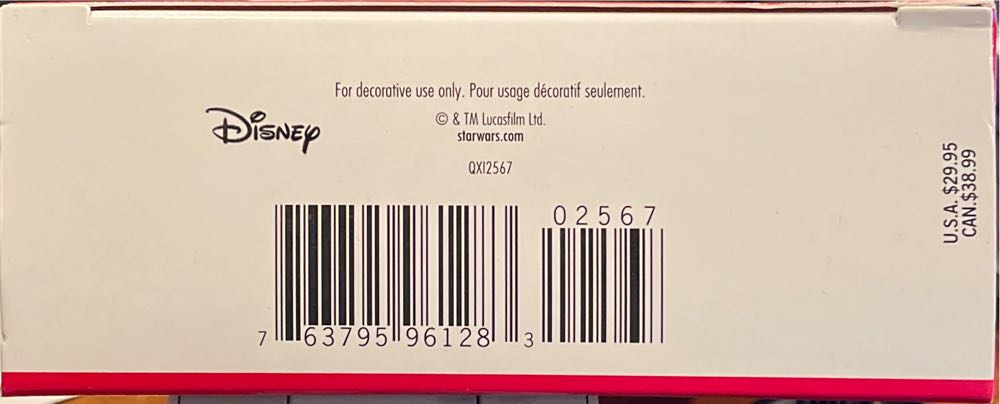 For decorative use only. Pour usage décoratif seulement.
Disney
© & TM Lucasfilm Ltd.
starwars.com
QXI2567
02567
7 63795 96128 3
U.S.A. $29.95
CAN.$38.99